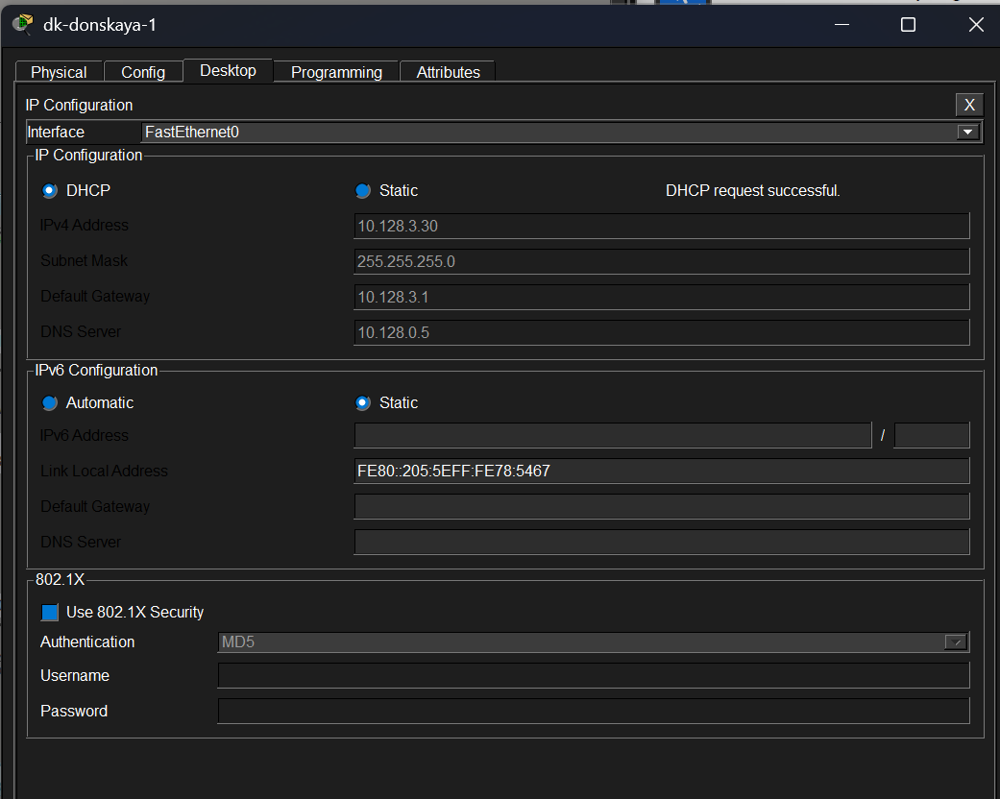 dk-donskaya-1
Physical Config Desktop Programming Attributes
IP Configuration X
Interface FastEthernet0
IP Configuration
DHCP Static DHCP request successful.
IPv4 Address 10.128.3.30
Subnet Mask 255.255.255.0
Default Gateway 10.128.3.1
DNS Server 10.128.0.5
IPv6 Configuration
Automatic Static
IPv6 Address /
Link Local Address FE80::205:5EFF:FE78:5467
Default Gateway
DNS Server
802.1X
Use 802.1X Security
Authentication MD5
Username
Password